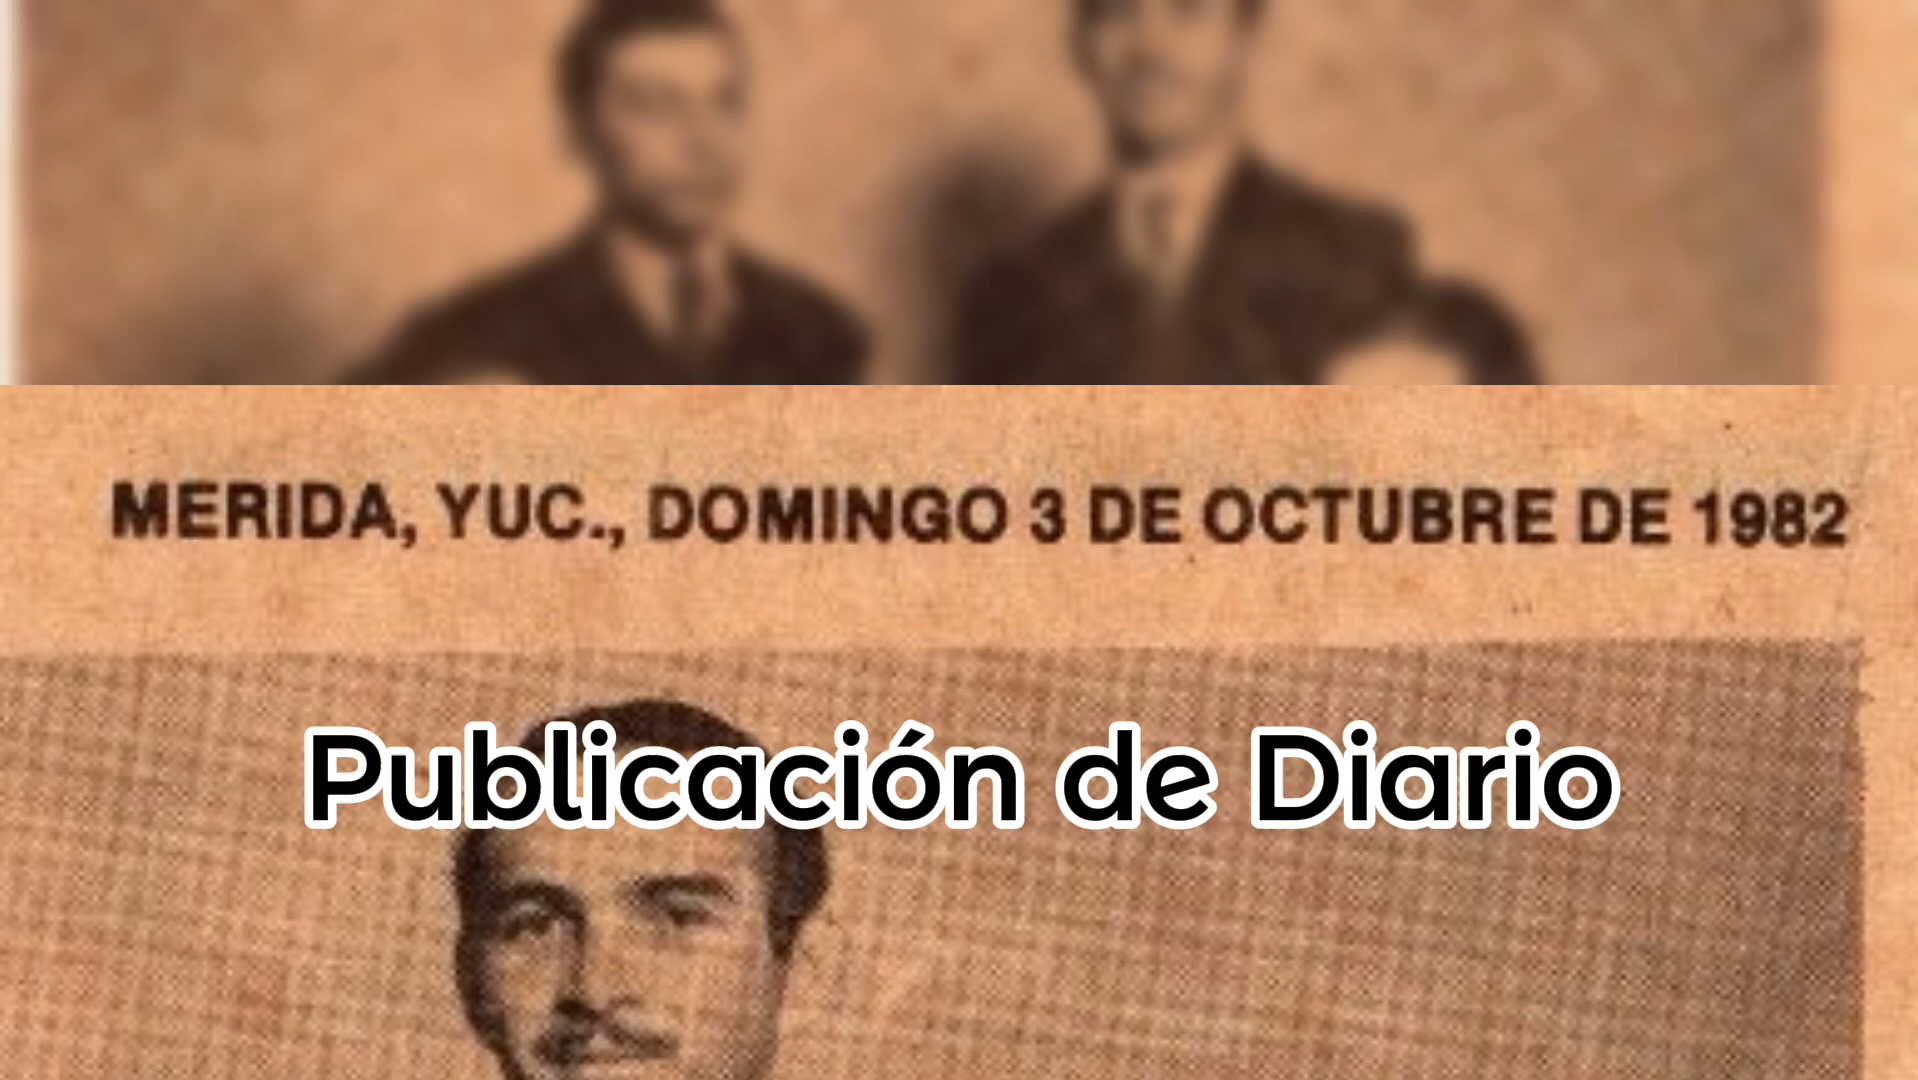 MERIDA, YUC., DOMINGO 3 DE OCTUBRE DE 1982
Publicación de Diario